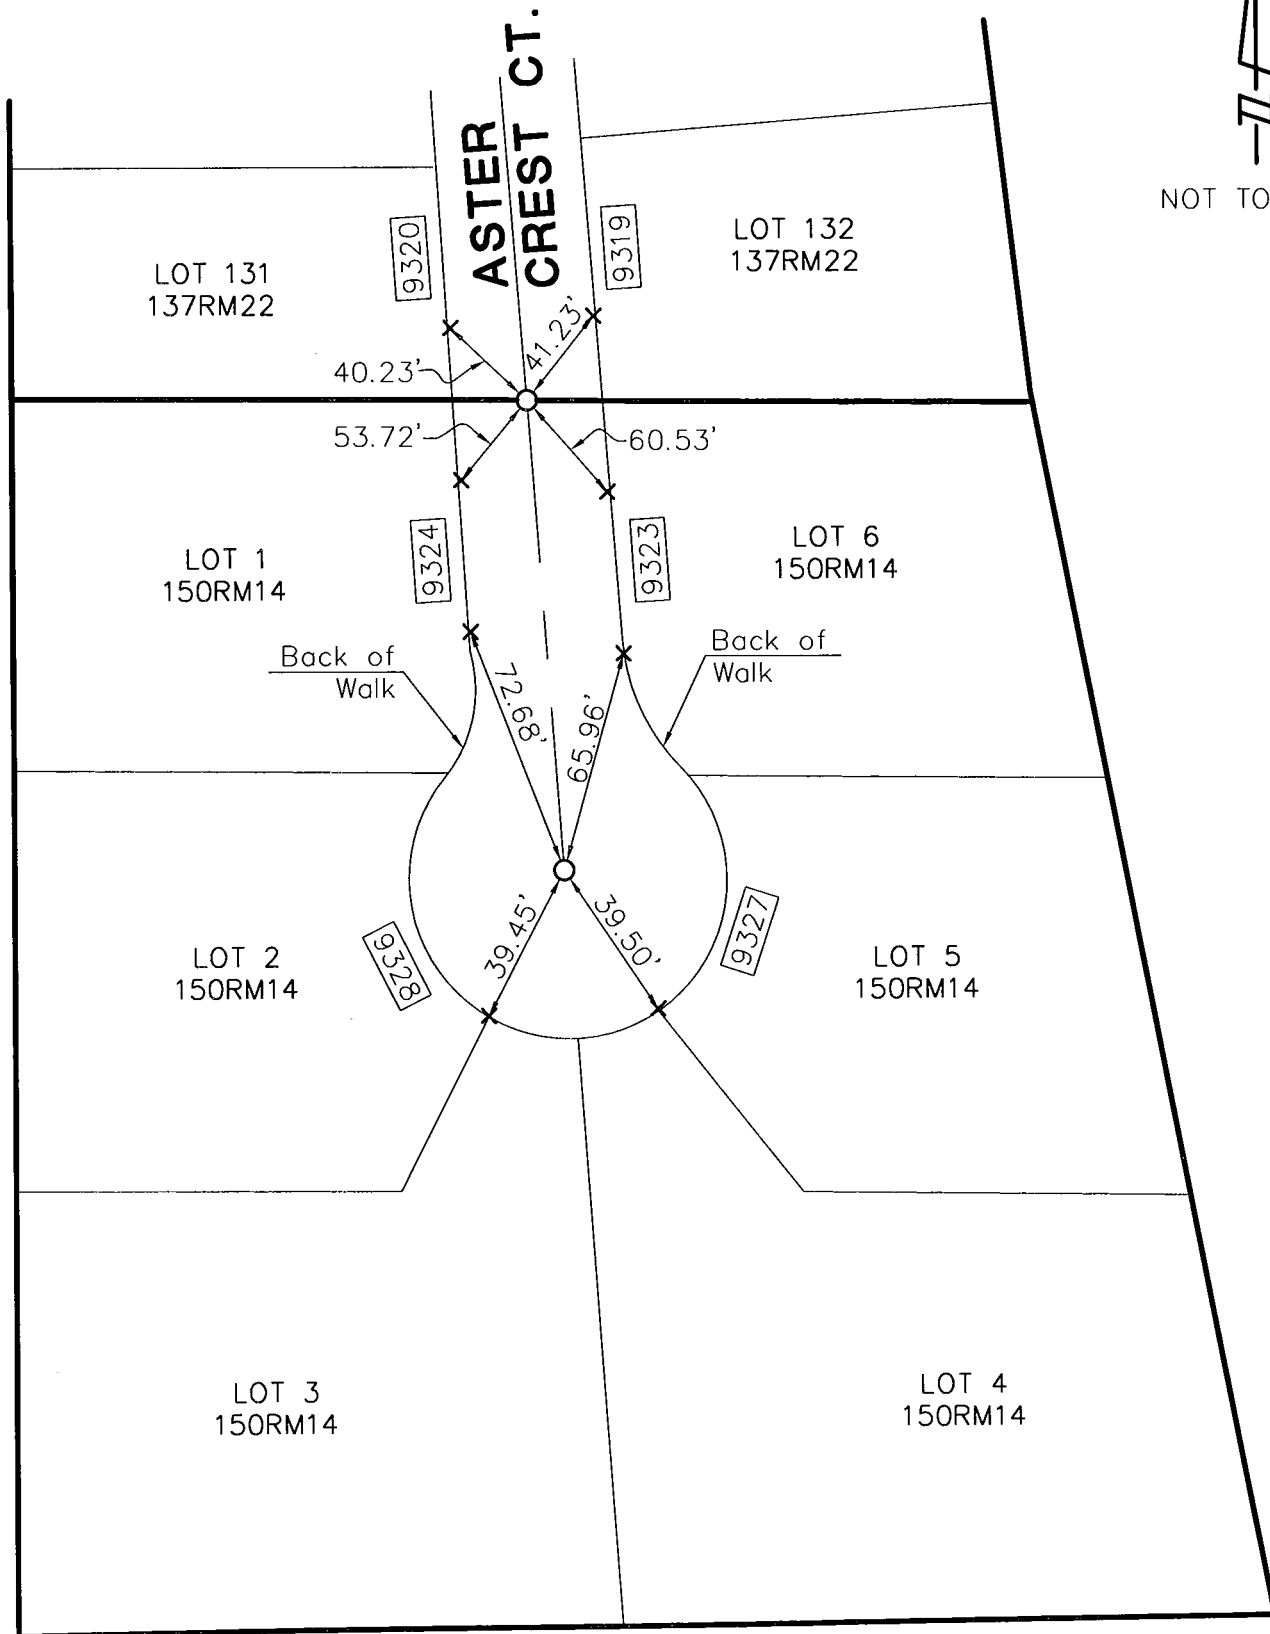 ASTER
CREST CT.
NOT TO
9320
9319
LOT 131
137RM22
LOT 132
137RM22
40.23'
41.23'
53.72'
60.53'
9324
9323
LOT 1
150RM14
LOT 6
150RM14
Back of
Walk
Back of
Walk
72.68'
65.96'
39.45'
39.50'
9328
9327
LOT 2
150RM14
LOT 5
150RM14
LOT 3
150RM14
LOT 4
150RM14